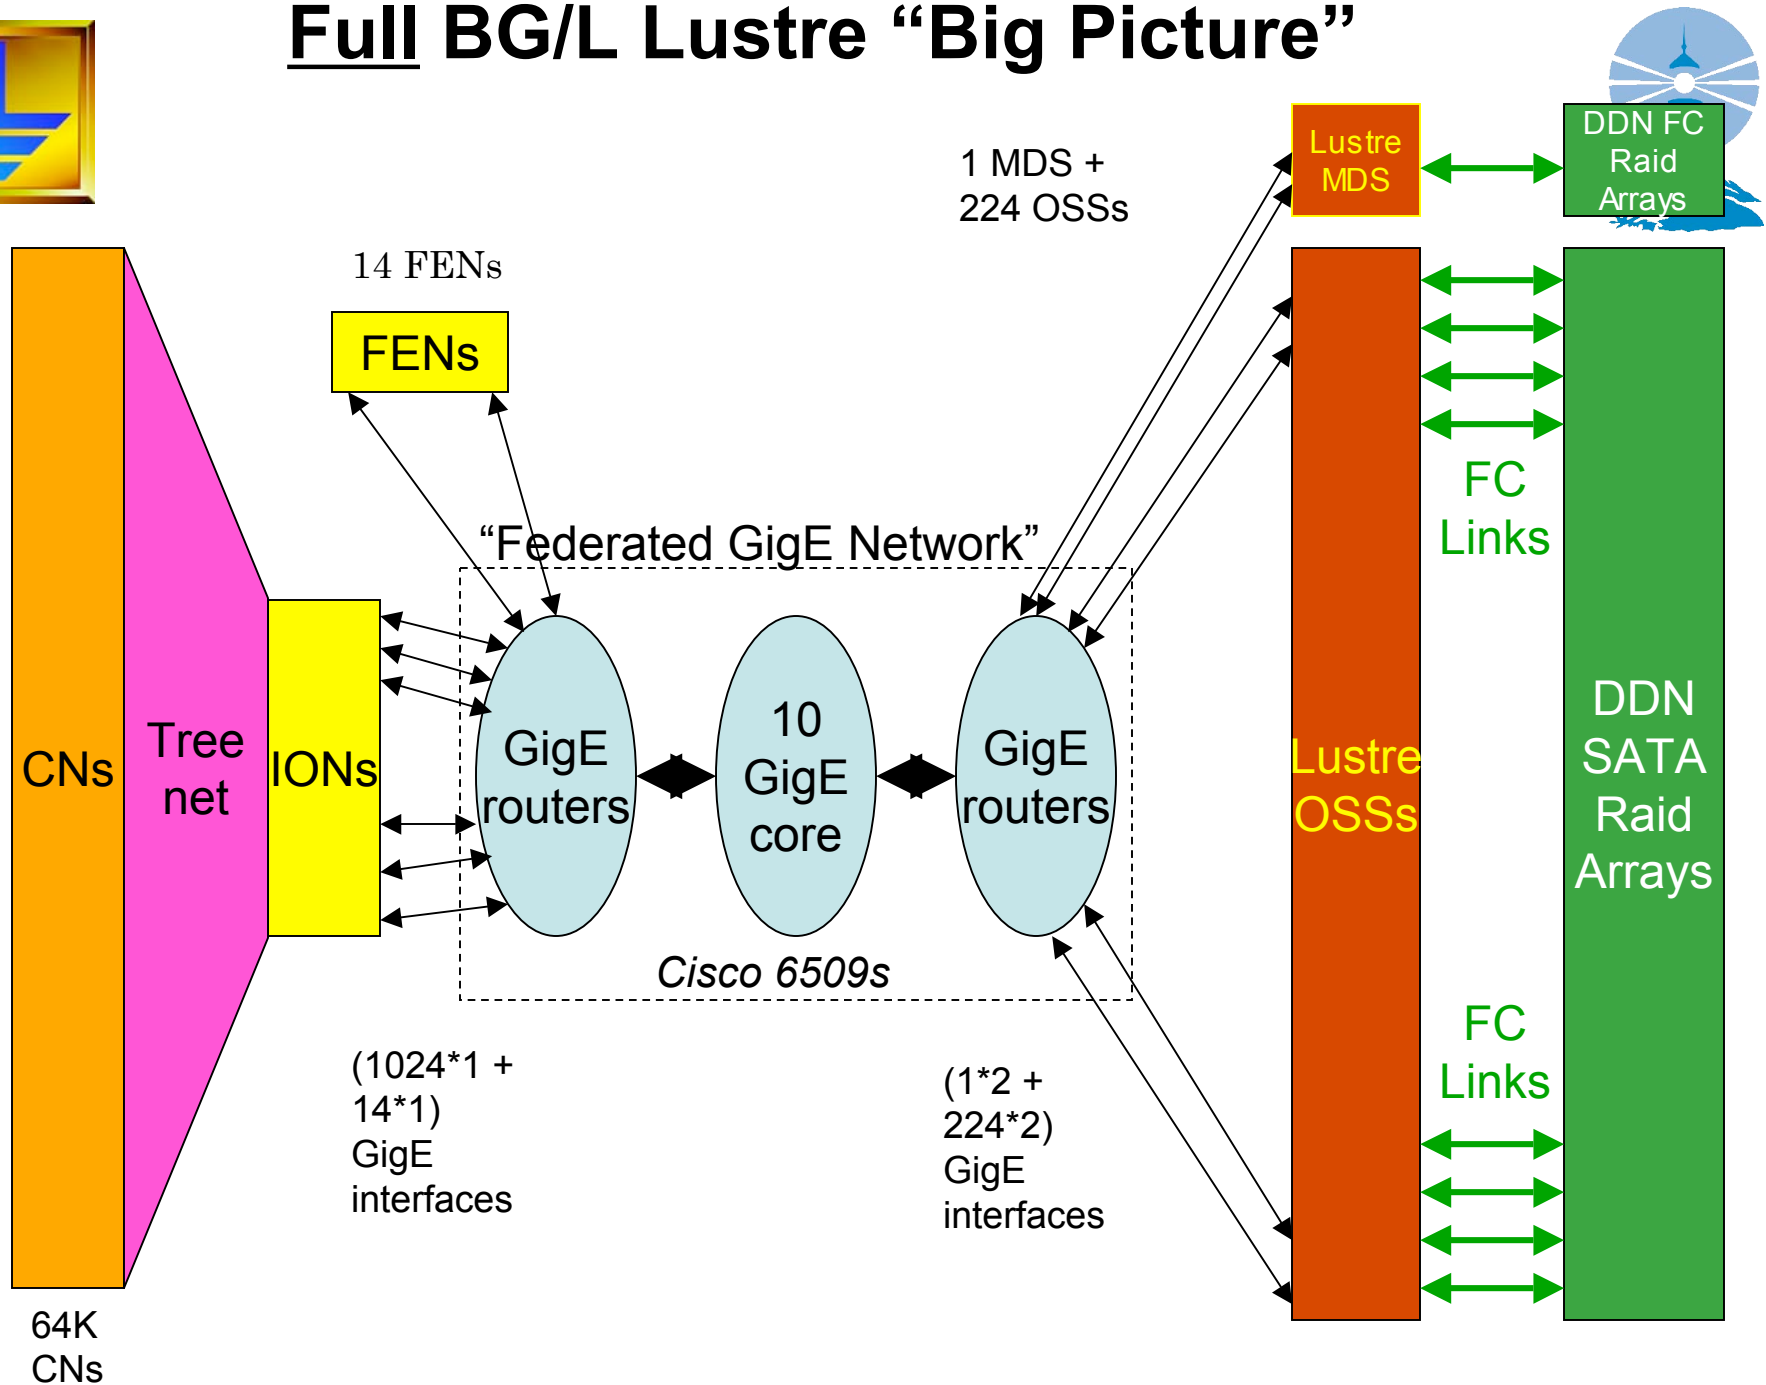 Full BG/L Lustre “Big Picture”
1 MDS +
224 OSSs
Lustre
MDS
DDN FC
Raid
Arrays
14 FENs
FENs
“Federated GigE Network”
FC
Links
CNs
Tree
net
IONs
GigE
routers
10
GigE
core
GigE
routers
Lustre
OSSs
DDN
SATA
Raid
Arrays
Cisco 6509s
(1024*1 +
14*1)
GigE
interfaces
(1*2 +
224*2)
GigE
interfaces
FC
Links
64K
CNs